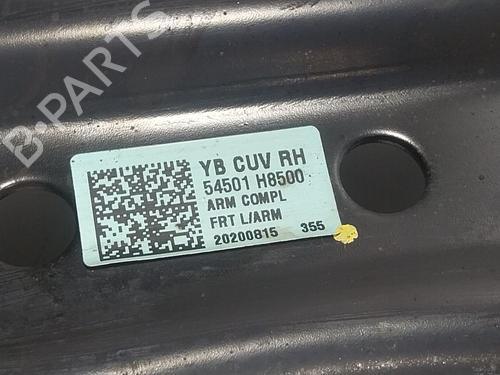 B-PARTS
YB CUV RH
54501 H8500
ARM COMPL
FRT L/ARM
20200815 355